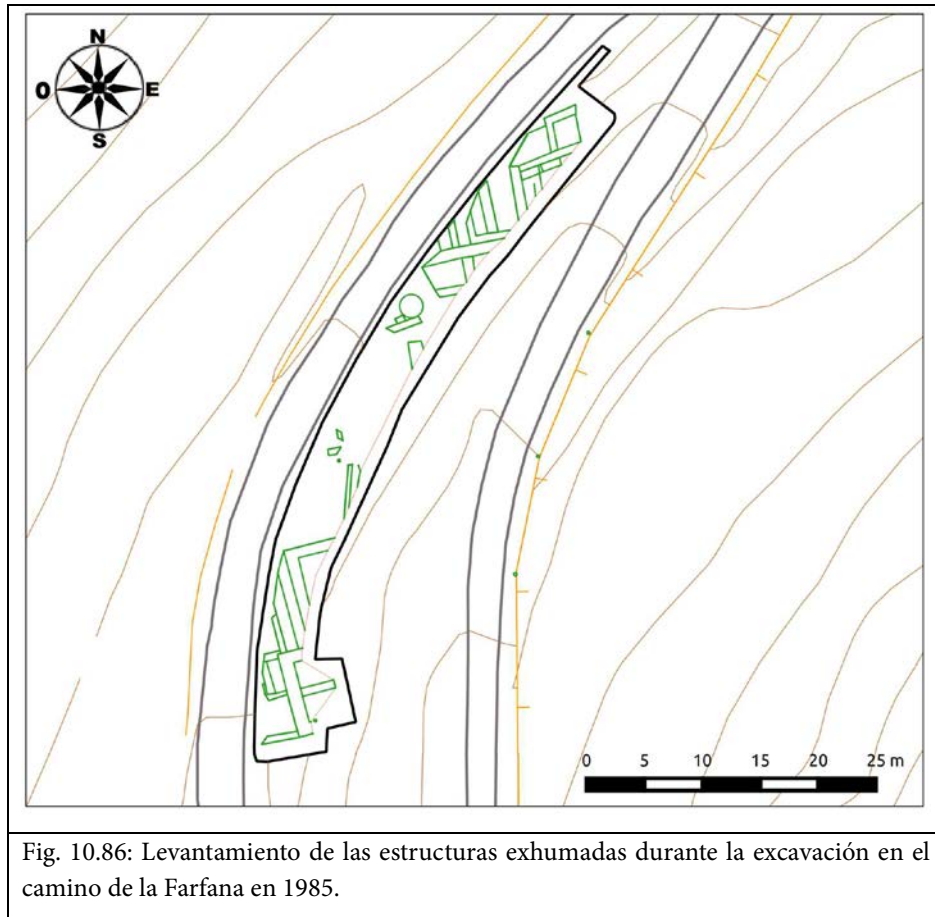 N
O E
S
0 5 10 15 20 25 m
Fig. 10.86: Levantamiento de las estructuras exhumadas durante la excavación en el
camino de la Farfana en 1985.